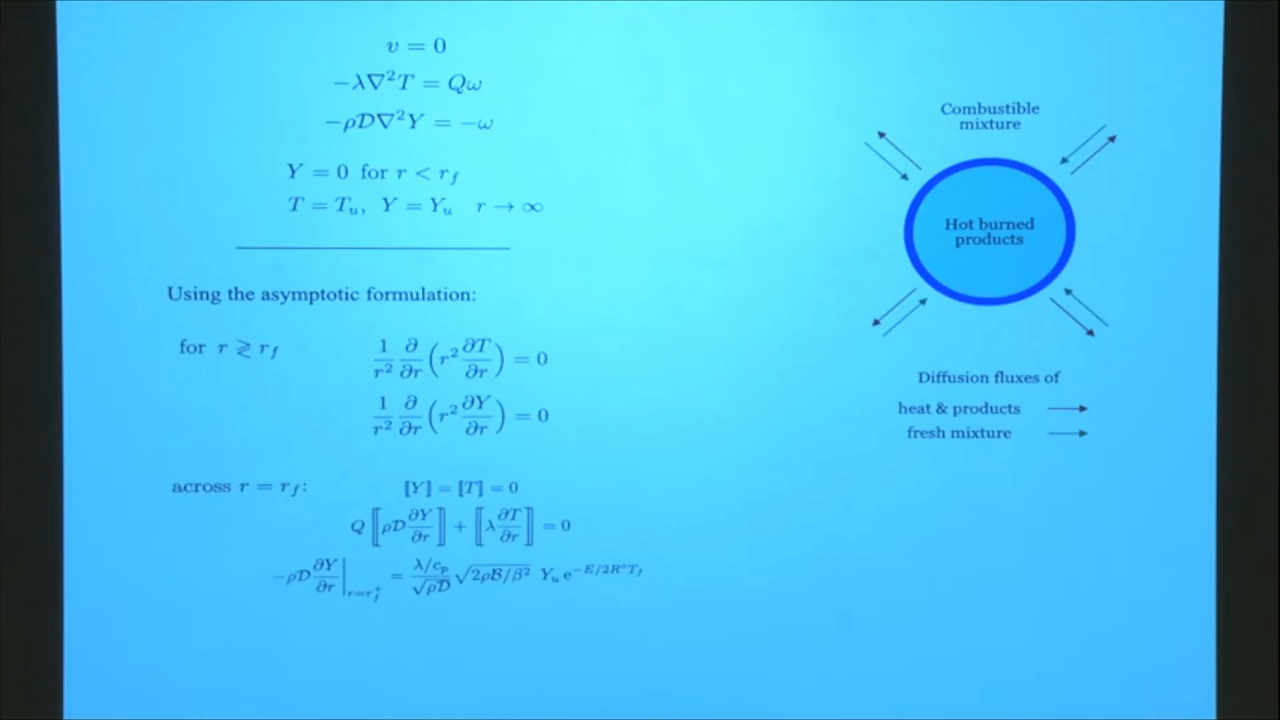 v = 0
−λ∇²T = Qω
−ρ𝒟∇²Y = −ω
Y = 0 for r < r_f
T = T_u, Y = Y_u r → ∞
Using the asymptotic formulation:
for r ≷ r_f
1/r² ∂/∂r (r² ∂T/∂r) = 0
1/r² ∂/∂r (r² ∂Y/∂r) = 0
across r = r_f:
[Y] = [T] = 0
Q ⟦ρ𝒟 ∂Y/∂r⟧ + ⟦λ ∂T/∂r⟧ = 0
−ρ𝒟 ∂Y/∂r |_{r=r_f^+} = (λ/c_p)/√(ρ𝒟) √(2ρℬ/β²) Y_u e^{−E/2R°T_f}
Combustible
mixture
Hot burned
products
Diffusion fluxes of
heat & products
fresh mixture